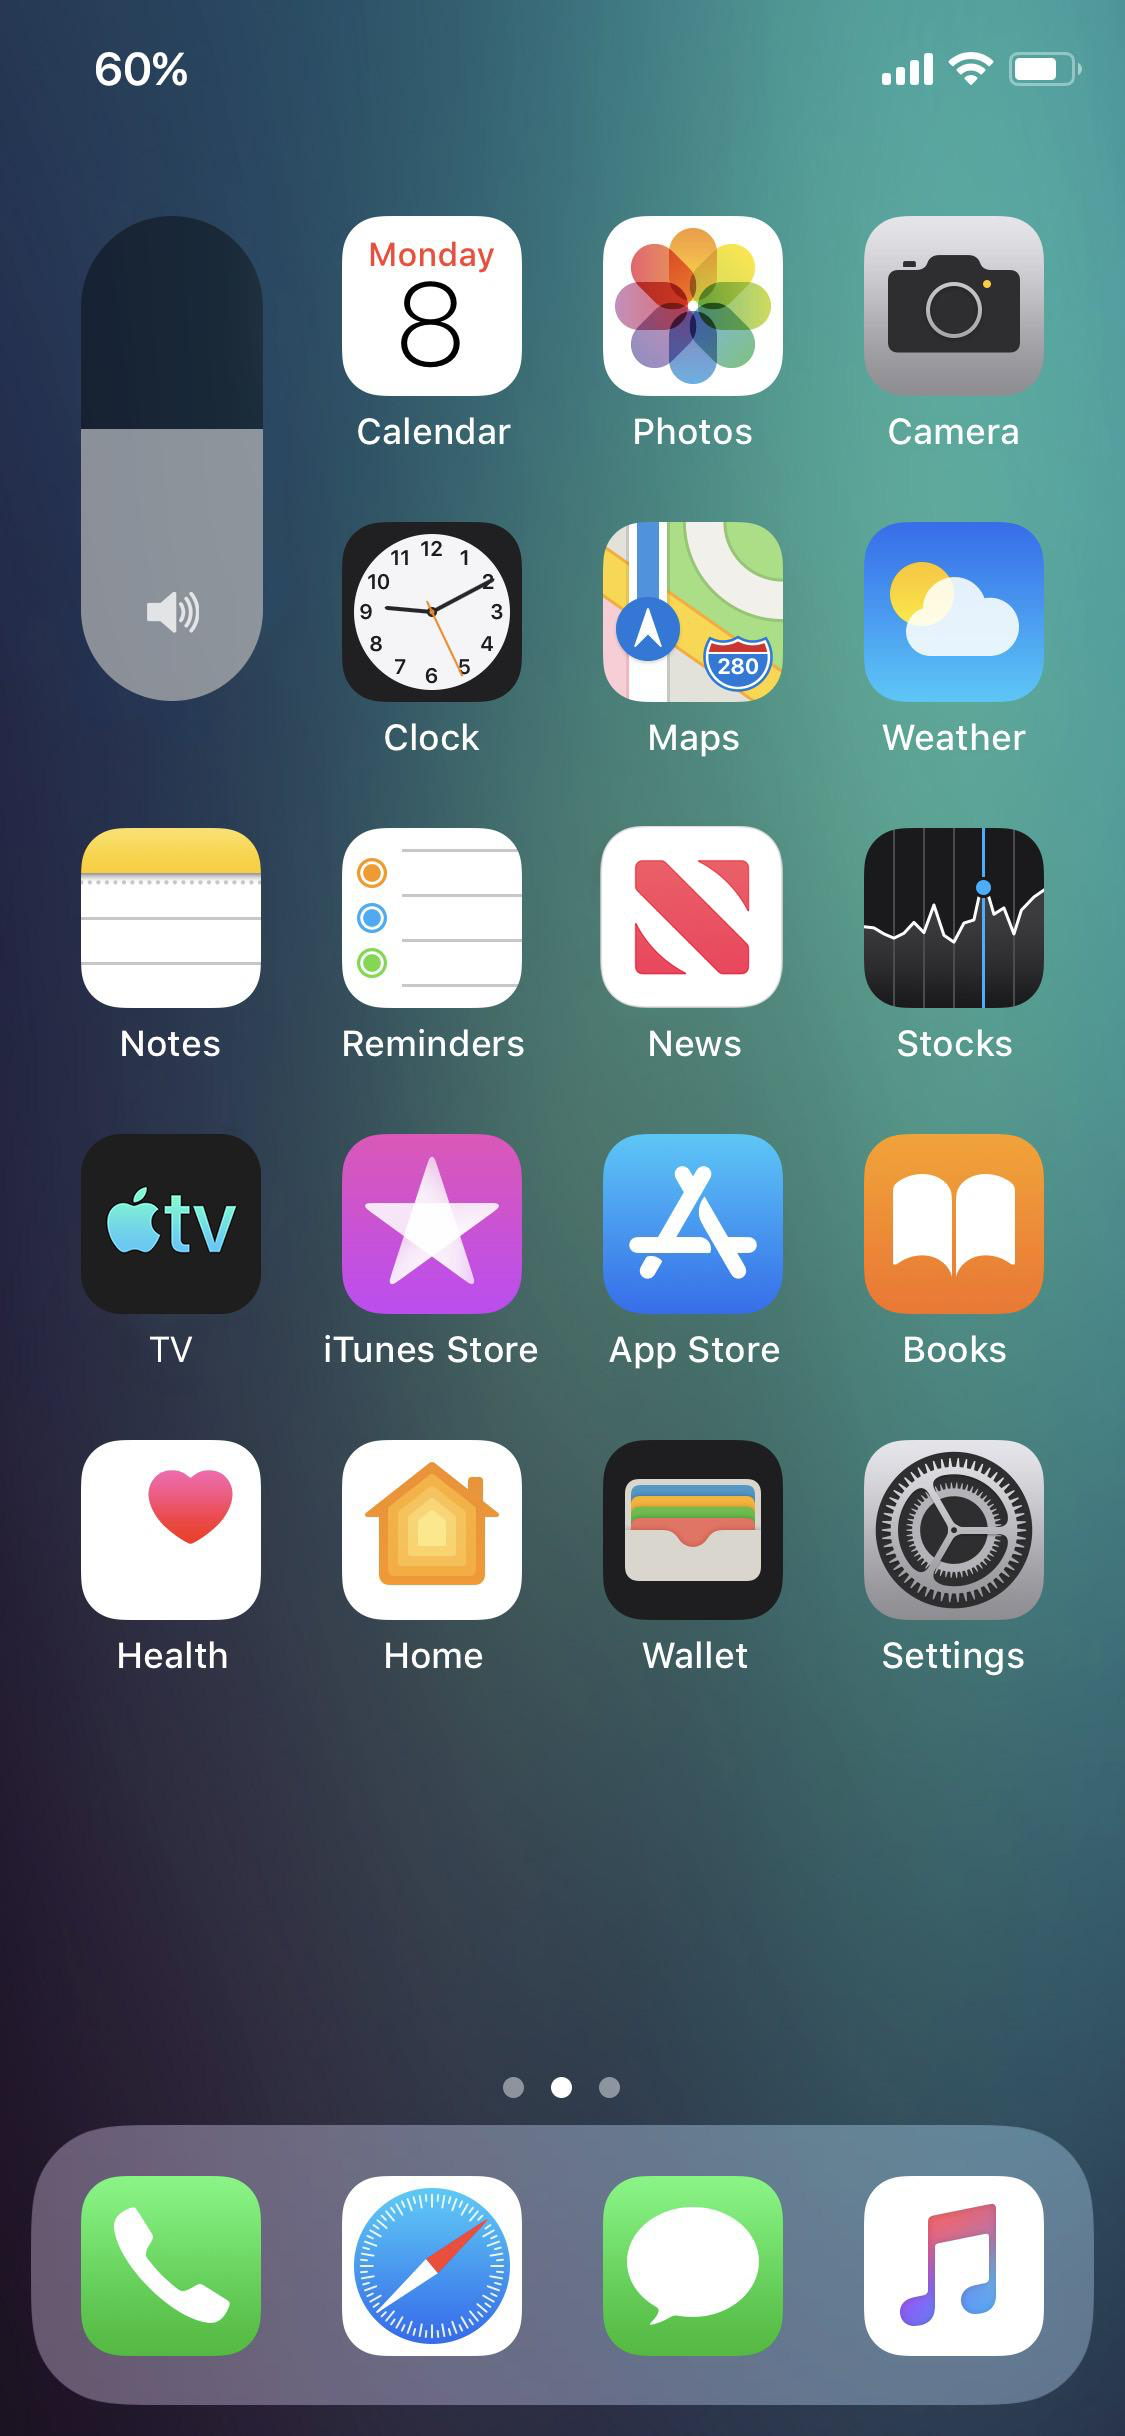 60%
Monday
8
Calendar
Photos
Camera
12
11
1
10
2
9
3
8
4
7
5
6
280
Clock
Maps
Weather
Notes
Reminders
News
Stocks
tv
TV
iTunes Store
App Store
Books
Health
Home
Wallet
Settings